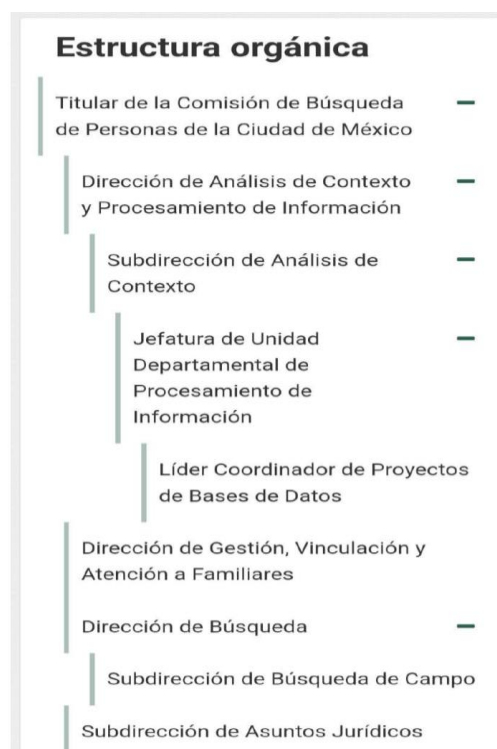 Estructura orgánica
Titular de la Comisión de Búsqueda
de Personas de la Ciudad de México
Dirección de Análisis de Contexto
y Procesamiento de Información
Subdirección de Análisis de
Contexto
Jefatura de Unidad
Departamental de
Procesamiento de
Información
Líder Coordinador de Proyectos
de Bases de Datos
Dirección de Gestión, Vinculación y
Atención a Familiares
Dirección de Búsqueda
Subdirección de Búsqueda de Campo
Subdirección de Asuntos Jurídicos